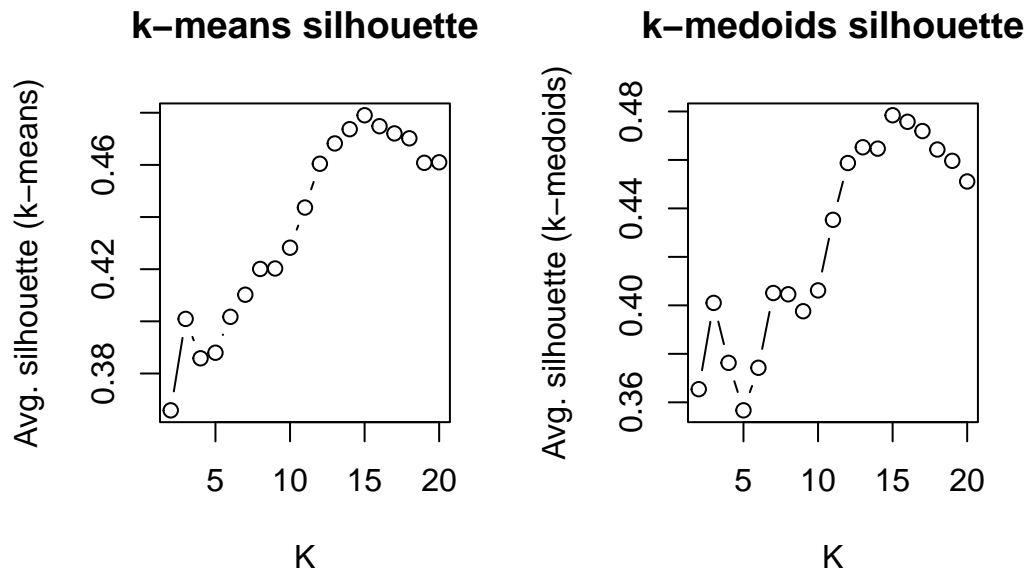 k−means silhouette
Avg. silhouette (k−means)
0.46
0.42
0.38
5 10 15 20
K
k−medoids silhouette
Avg. silhouette (k−medoids)
0.48
0.44
0.40
0.36
5 10 15 20
K